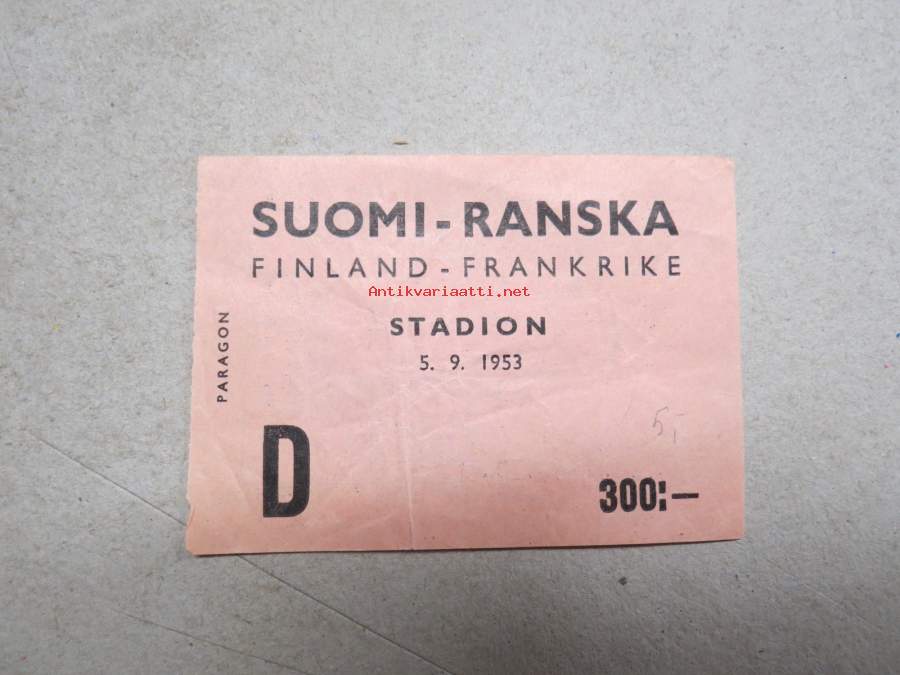 SUOMI - RANSKA
FINLAND - FRANKRIKE
Antikvariaatti.net
STADION
5. 9. 1953
PARAGON
5,-
D
300:—